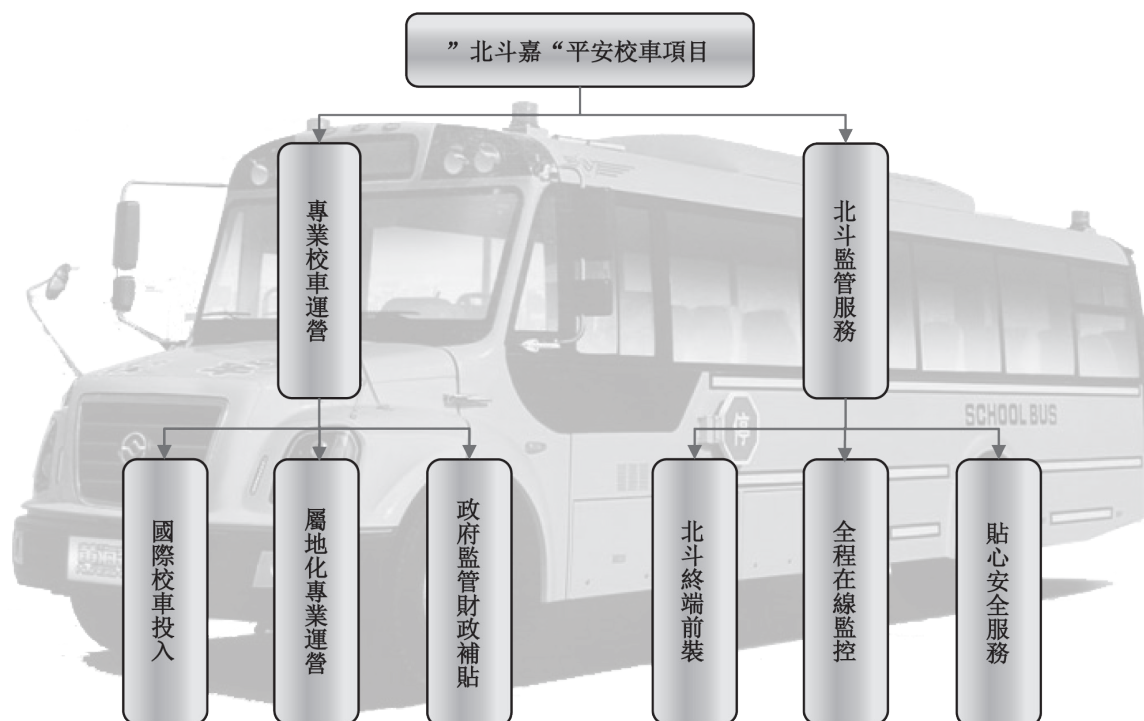 ”北斗嘉“平安校車項目
專業校車運營
北斗監管服務
SCHOOL BUS
停
國際校車投入
屬地化專業運營
政府監管財政補貼
北斗終端前裝
全程在線監控
貼心安全服務